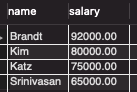 name salary
Brandt 92000.00
Kim 80000.00
Katz 75000.00
Srinivasan 65000.00